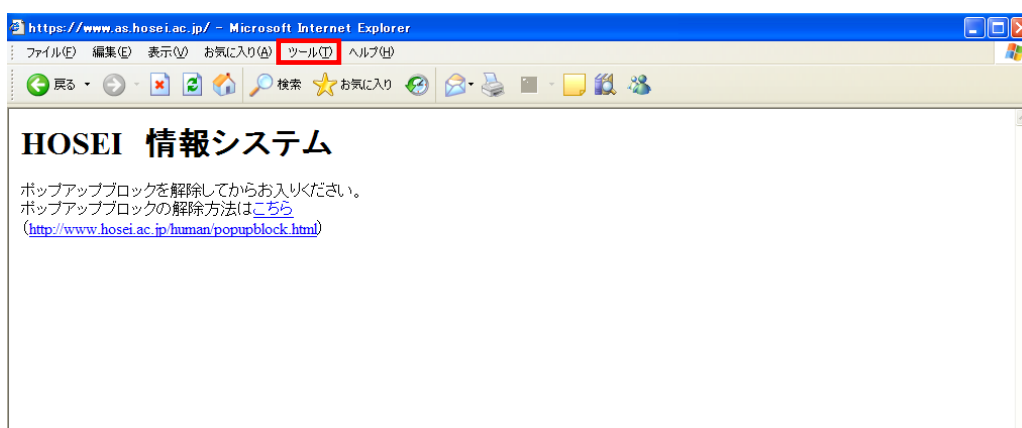 https://www.as.hosei.ac.jp/ - Microsoft Internet Explorer
ファイル(F) 編集(E) 表示(V) お気に入り(A) ツール(T) ヘルプ(H)
戻る 検索 お気に入り
HOSEI 情報システム
ポップアップブロックを解除してからお入りください。
ポップアップブロックの解除方法はこちら
(http://www.hosei.ac.jp/human/popupblock.html)